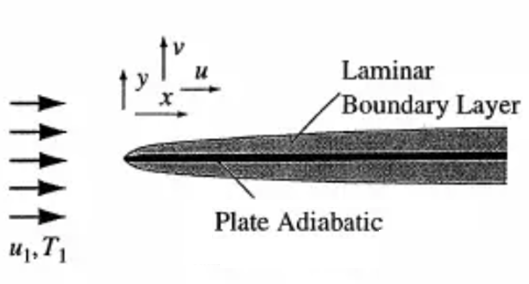 v
y
u
x
Laminar
Boundary Layer
Plate Adiabatic
u₁, T₁